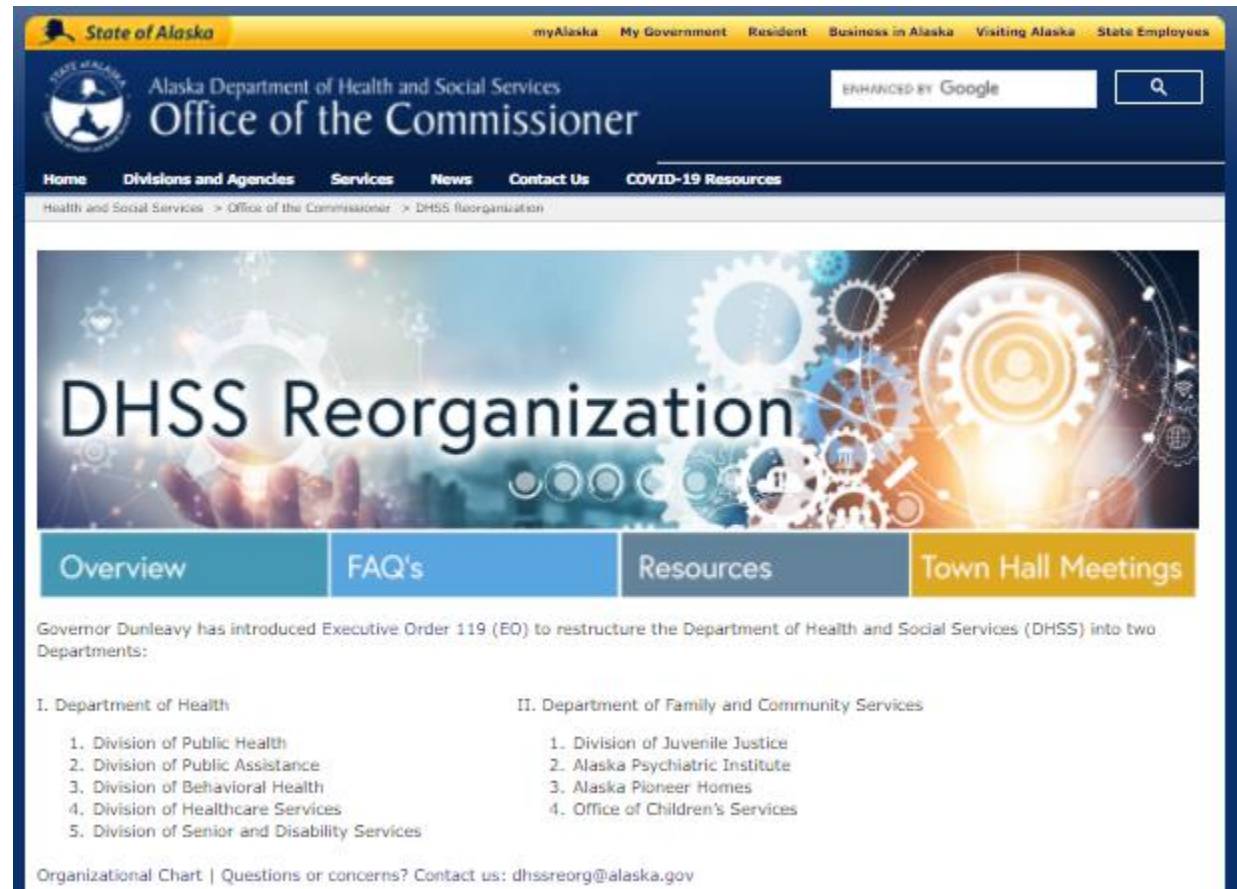 State of Alaska
myAlaska My Government Resident Business in Alaska Visiting Alaska State Employees
Alaska Department of Health and Social Services
Office of the Commissioner
ENHANCED BY Google
Home Divisions and Agencies Services News Contact Us COVID-19 Resources
Health and Social Services > Office of the Commissioner > DHSS Reorganization
DHSS Reorganization
Overview FAQ's Resources Town Hall Meetings
Governor Dunleavy has introduced Executive Order 119 (EO) to restructure the Department of Health and Social Services (DHSS) into two
Departments:
I. Department of Health
1. Division of Public Health
2. Division of Public Assistance
3. Division of Behavioral Health
4. Division of Healthcare Services
5. Division of Senior and Disability Services
II. Department of Family and Community Services
1. Division of Juvenile Justice
2. Alaska Psychiatric Institute
3. Alaska Pioneer Homes
4. Office of Children's Services
Organizational Chart | Questions or concerns? Contact us: dhssreorg@alaska.gov